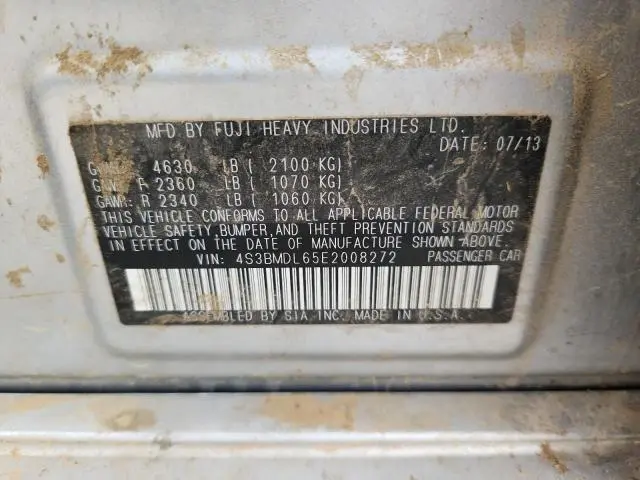 MFD BY FUJI HEAVY INDUSTRIES LTD.
DATE: 07/13
4630 LB ( 2100 KG)
F 2360 LB ( 1070 KG)
GAWR: R 2340 LB ( 1060 KG)
THIS VEHICLE CONFORMS TO ALL APPLICABLE FEDERAL MOTOR
VEHICLE SAFETY, BUMPER, AND THEFT PREVENTION STANDARDS
IN EFFECT ON THE DATE OF MANUFACTURE SHOWN ABOVE.
VIN: 4S3BMDL65E2008272 PASSENGER CAR
ASSEMBLED BY SIA INC. MADE IN U.S.A.